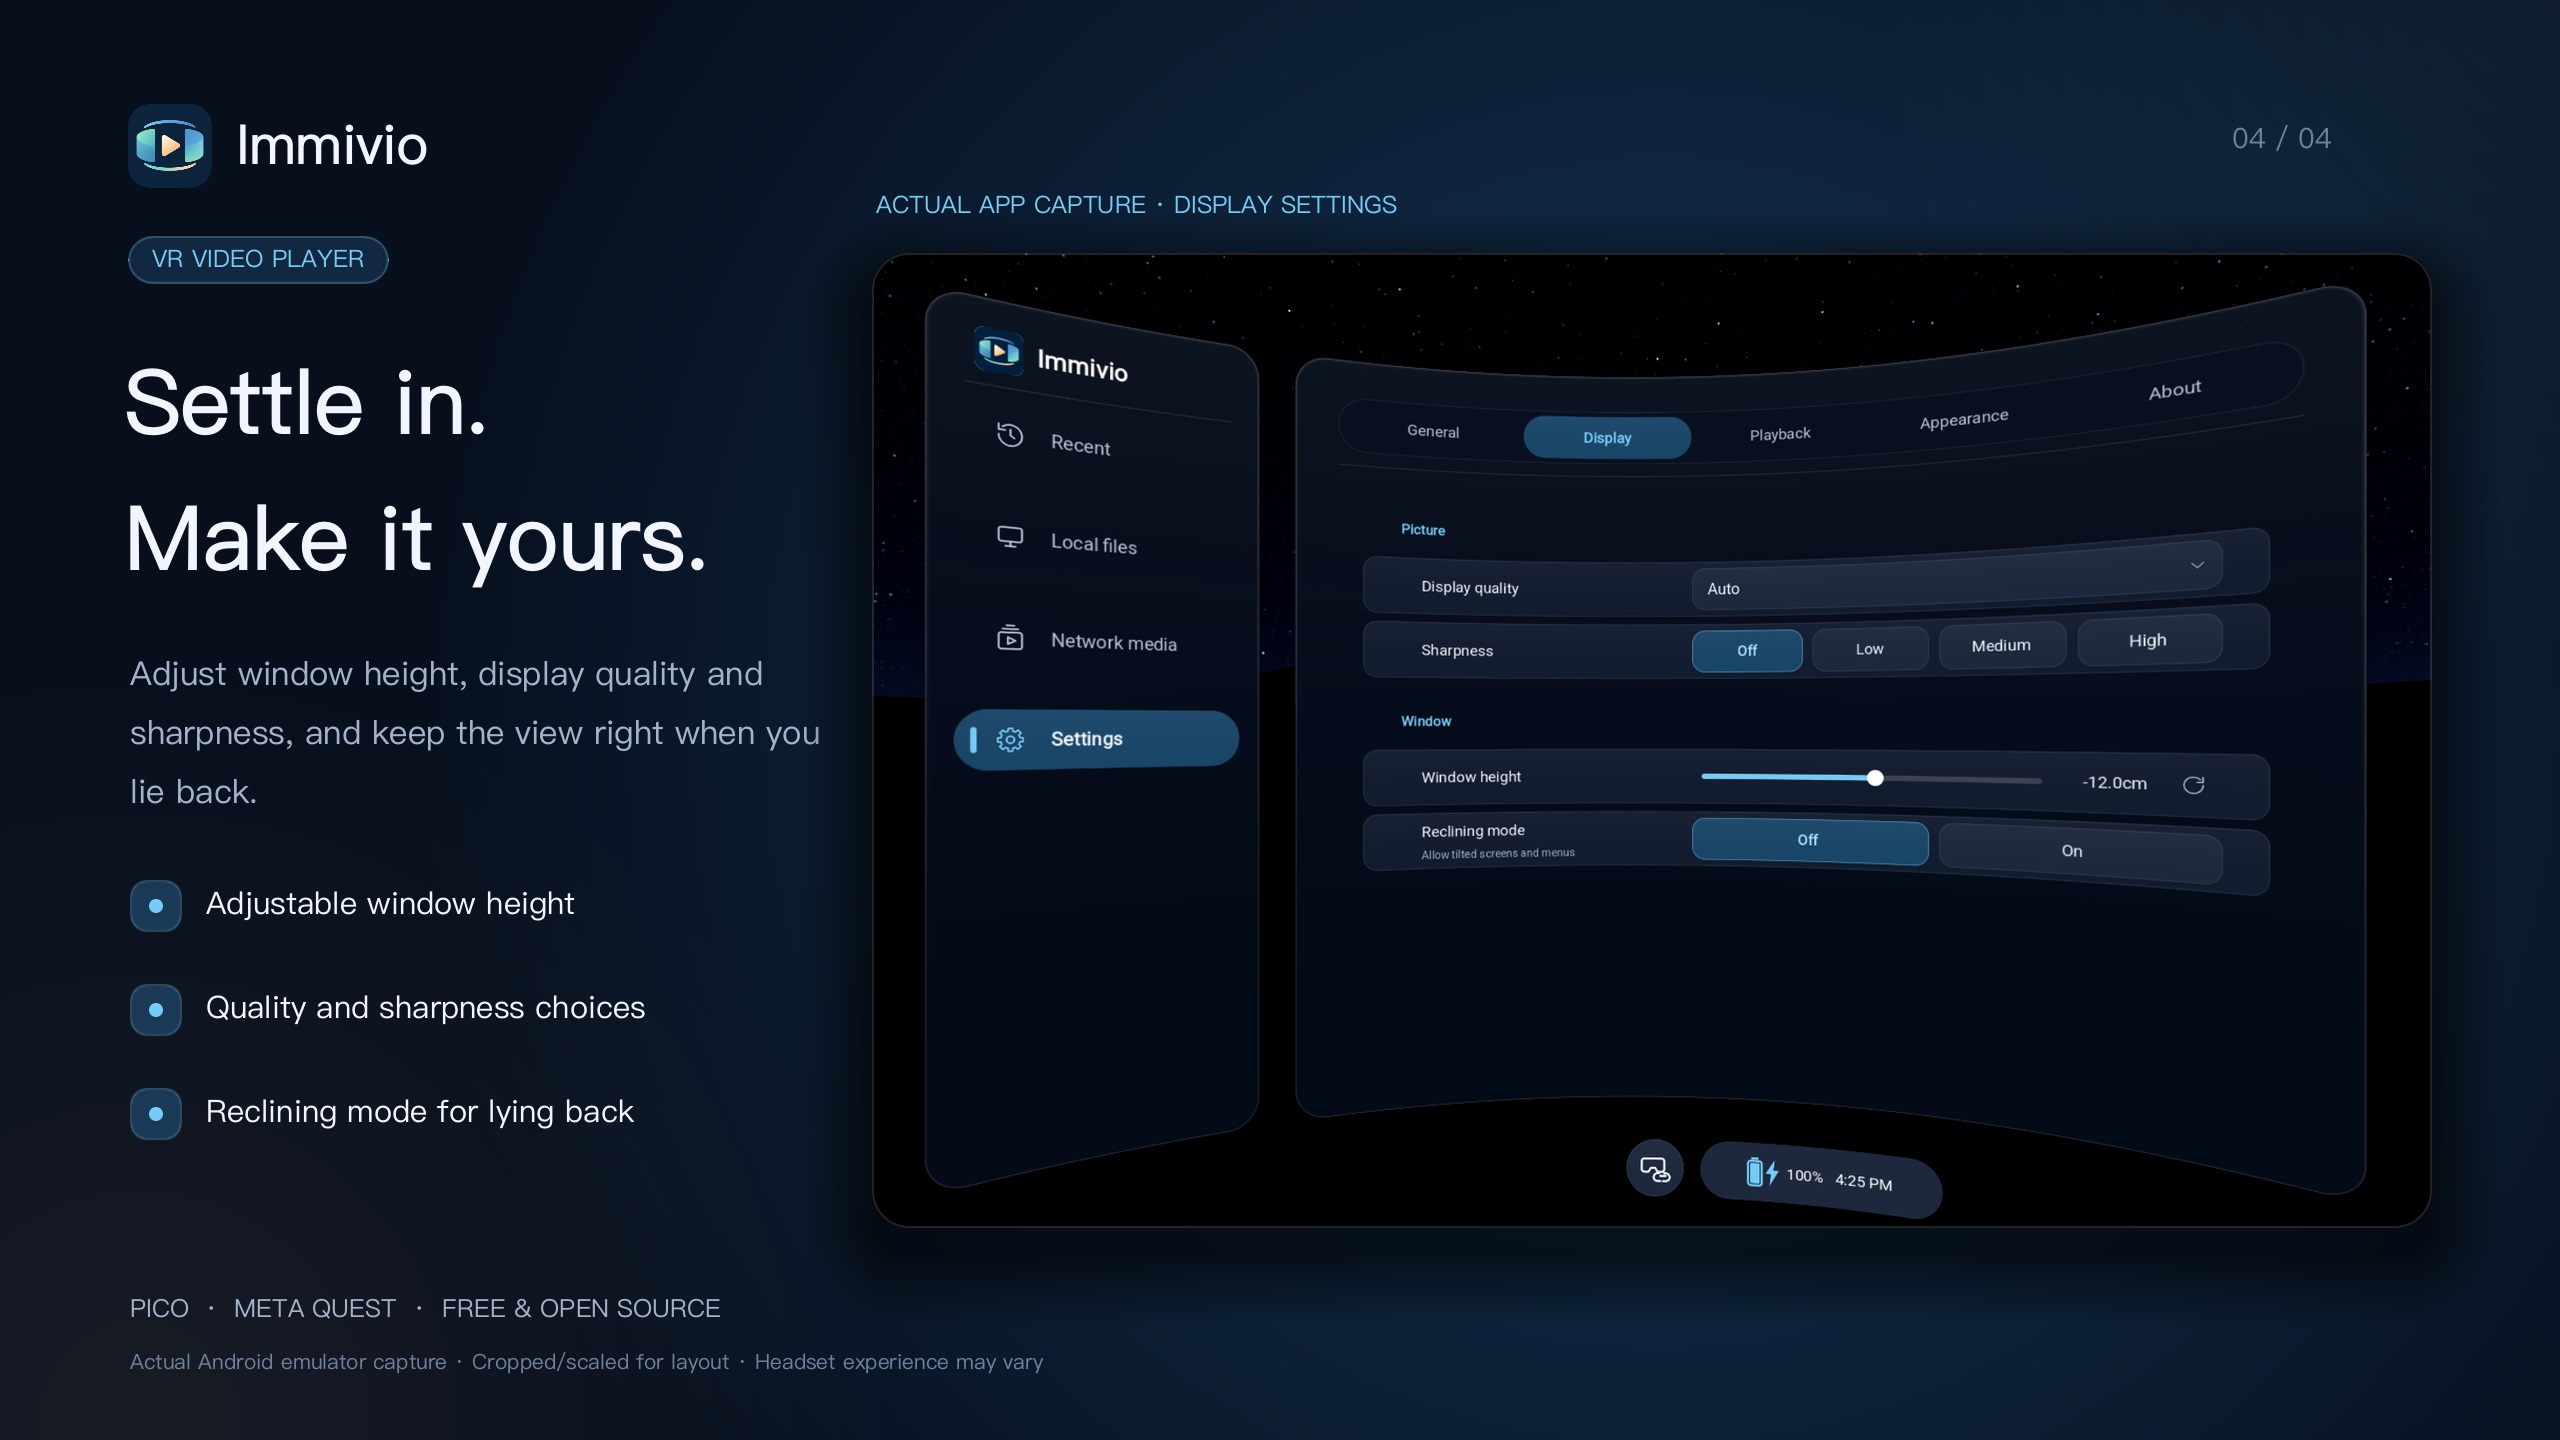 Immivio
04 / 04
VR VIDEO PLAYER
Settle in.
Make it yours.
Adjust window height, display quality and
sharpness, and keep the view right when you
lie back.
Adjustable window height
Quality and sharpness choices
Reclining mode for lying back
PICO · META QUEST · FREE & OPEN SOURCE
Actual Android emulator capture · Cropped/scaled for layout · Headset experience may vary
ACTUAL APP CAPTURE · DISPLAY SETTINGS
Immivio
Recent
Local files
Network media
Settings
General Display Playback Appearance About
Picture
Display quality Auto
Sharpness Off Low Medium High
Window
Window height -12.0cm
Reclining mode Off On
Allow tilted screens and menus
100% 4:25 PM